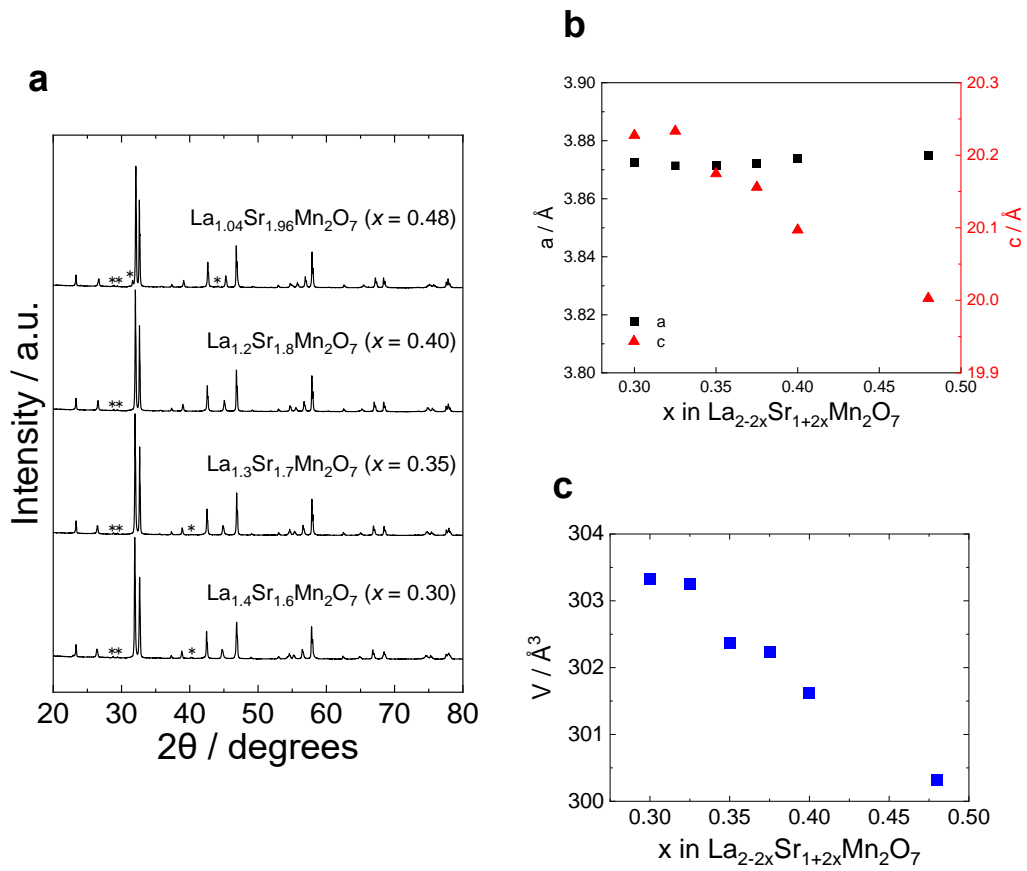 a
Intensity / a.u.
La1.04Sr1.96Mn2O7 (x = 0.48)
* * * *
La1.2Sr1.8Mn2O7 (x = 0.40)
* *
La1.3Sr1.7Mn2O7 (x = 0.35)
* * *
La1.4Sr1.6Mn2O7 (x = 0.30)
* * *
20 30 40 50 60 70 80
2θ / degrees
b
3.90
3.88
3.86
3.84
3.82
3.80
a / Å
20.3
20.2
20.1
20.0
19.9
c / Å
a
c
0.30 0.35 0.40 0.45 0.50
x in La2-2xSr1+2xMn2O7
c
304
303
302
301
300
V / Å³
0.30 0.35 0.40 0.45 0.50
x in La2-2xSr1+2xMn2O7